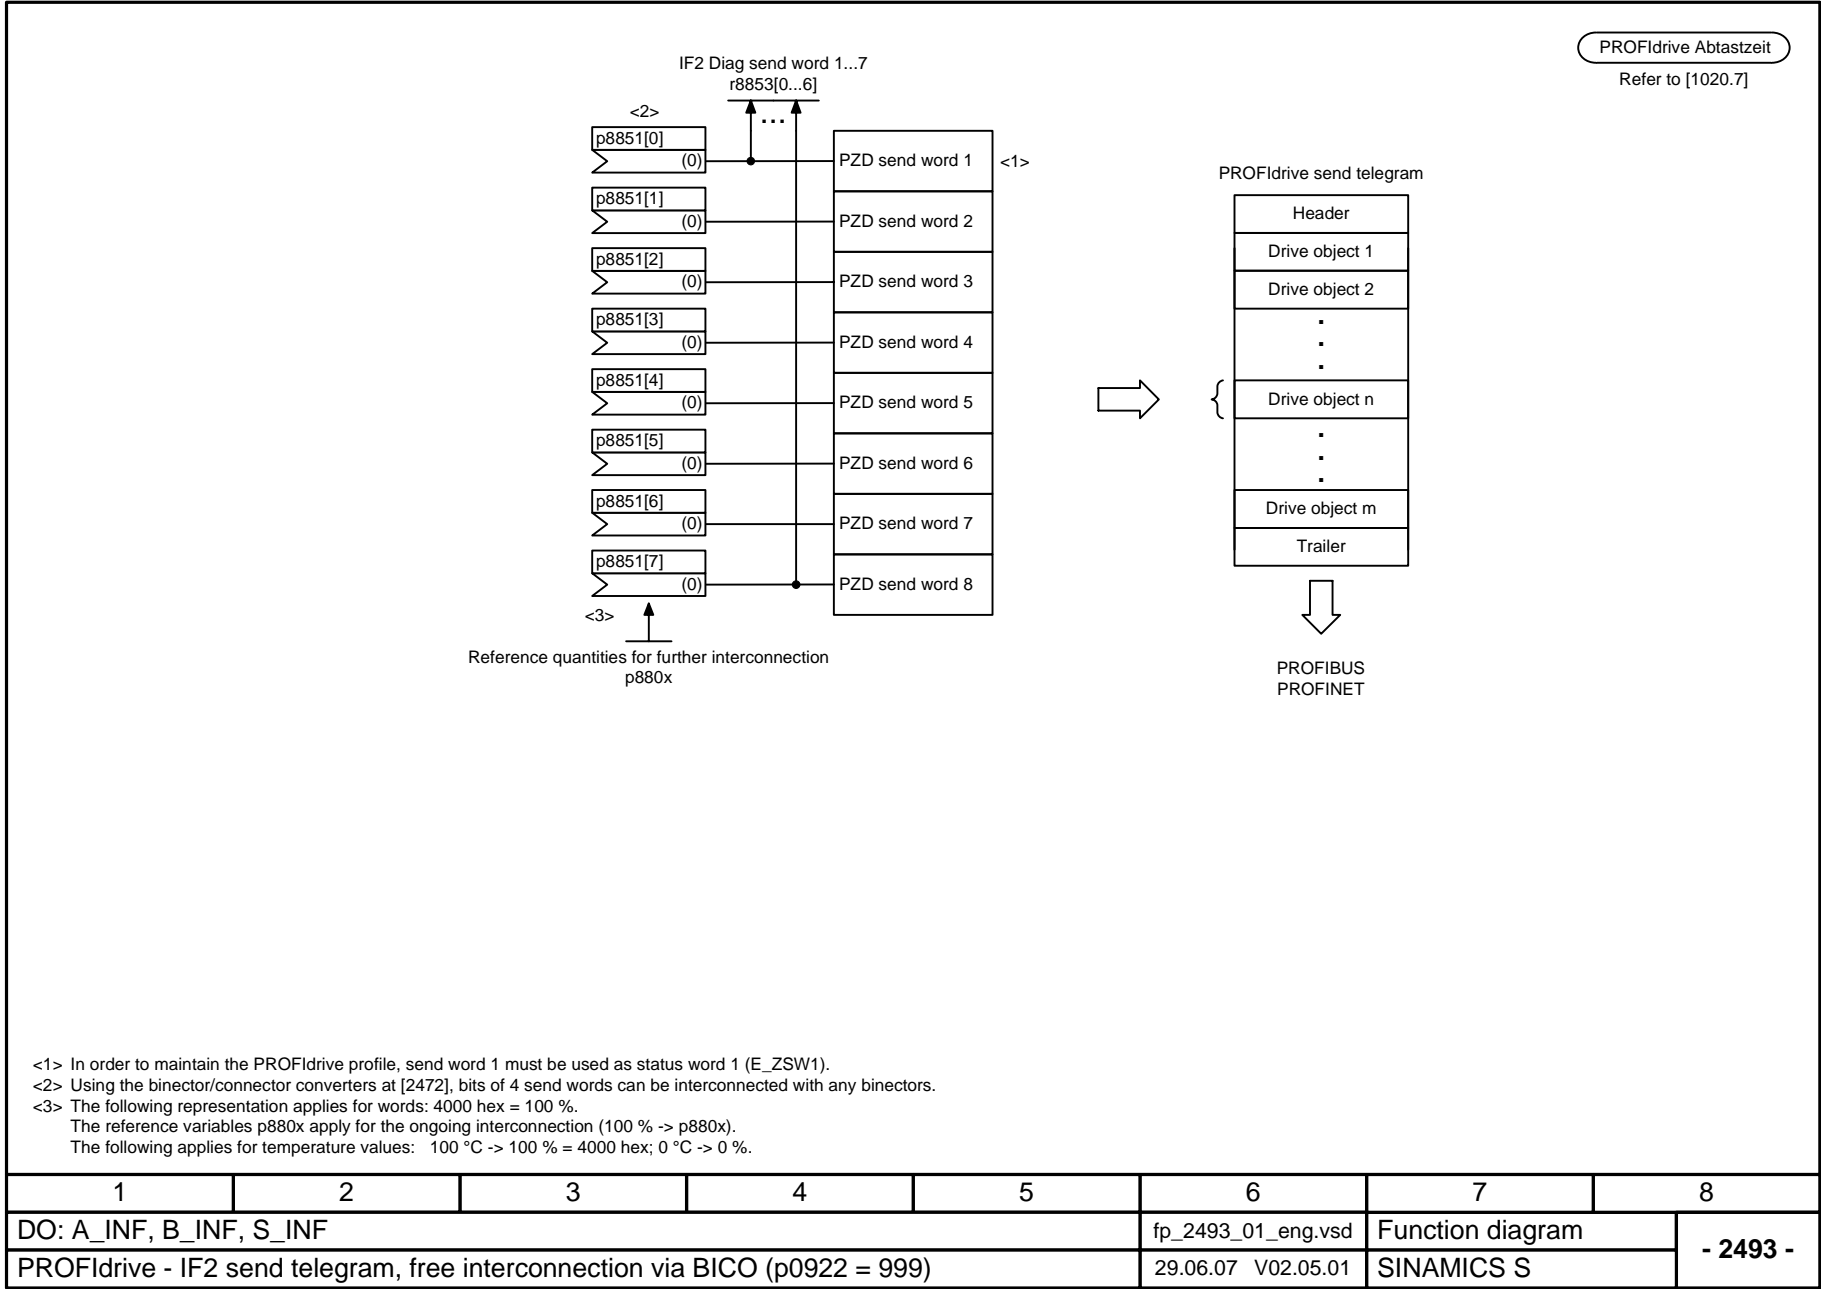 PROFIdrive Abtastzeit
Refer to [1020.7]
IF2 Diag send word 1...7
r8853[0...6]
<2>
...
p8851[0]
(0)
PZD send word 1
<1>
p8851[1]
(0)
PZD send word 2
p8851[2]
(0)
PZD send word 3
p8851[3]
(0)
PZD send word 4
p8851[4]
(0)
PZD send word 5
p8851[5]
(0)
PZD send word 6
p8851[6]
(0)
PZD send word 7
p8851[7]
(0)
PZD send word 8
<3>
Reference quantities for further interconnection
p880x
PROFIdrive send telegram
Header
Drive object 1
Drive object 2
.
.
.
Drive object n
.
.
.
Drive object m
Trailer
PROFIBUS
PROFINET
<1> In order to maintain the PROFIdrive profile, send word 1 must be used as status word 1 (E_ZSW1).
<2> Using the binector/connector converters at [2472], bits of 4 send words can be interconnected with any binectors.
<3> The following representation applies for words: 4000 hex = 100 %.
The reference variables p880x apply for the ongoing interconnection (100 % -> p880x).
The following applies for temperature values: 100 °C -> 100 % = 4000 hex; 0 °C -> 0 %.
1 2 3 4 5 6 7 8
DO: A_INF, B_INF, S_INF
fp_2493_01_eng.vsd
Function diagram
- 2493 -
PROFIdrive - IF2 send telegram, free interconnection via BICO (p0922 = 999)
29.06.07 V02.05.01
SINAMICS S